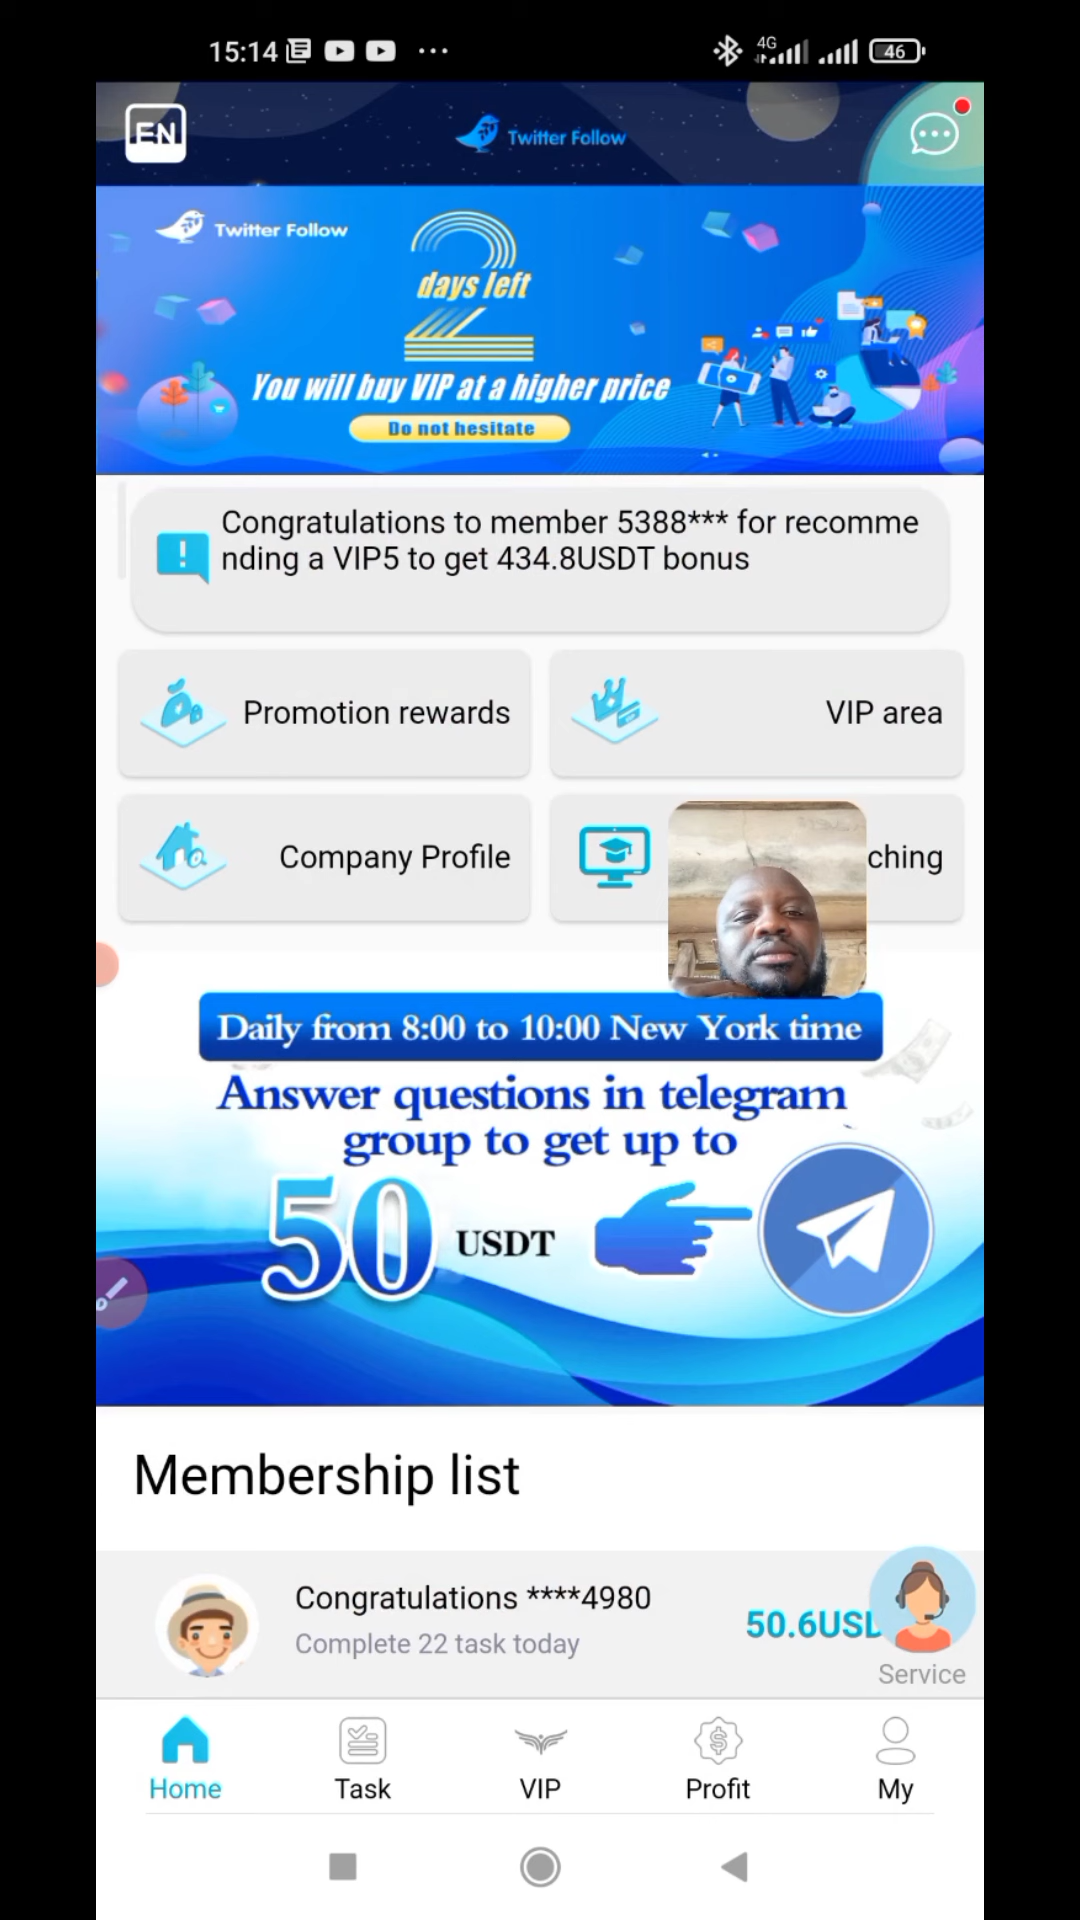 15:14
4G
46
EN
Twitter Follow
Twitter Follow
2
days left
You will buy VIP at a higher price
Do not hesitate
Congratulations to member 5388*** for recomme
nding a VIP5 to get 434.8USDT bonus
Promotion rewards
VIP area
Company Profile
ching
Daily from 8:00 to 10:00 New York time
Answer questions in telegram
group to get up to
50 USDT
Membership list
Congratulations ****4980
Complete 22 task today
50.6USD
Service
Home
Task
VIP
Profit
My